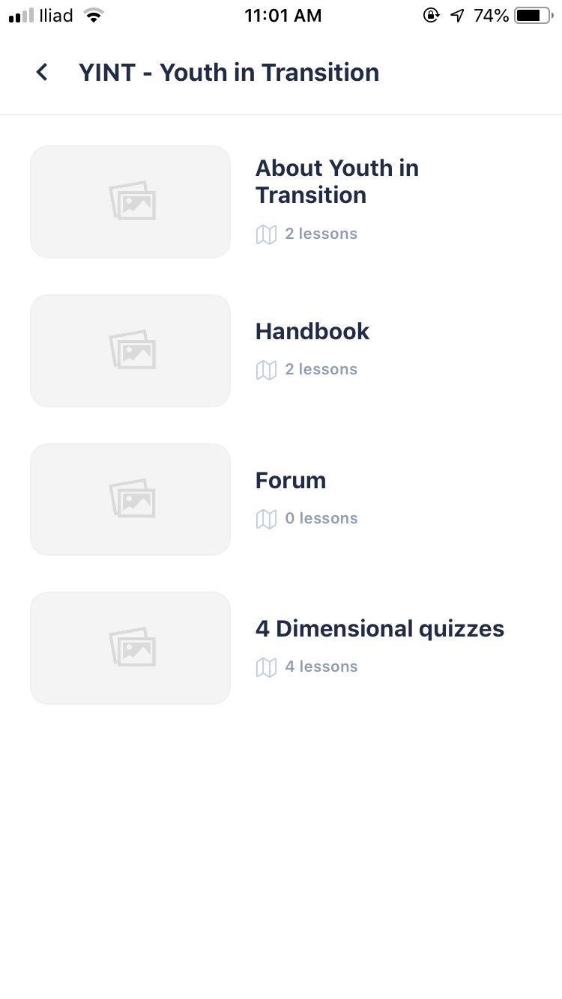 Iliad 11:01 AM 74%
YINT - Youth in Transition
About Youth in
Transition
2 lessons
Handbook
2 lessons
Forum
0 lessons
4 Dimensional quizzes
4 lessons